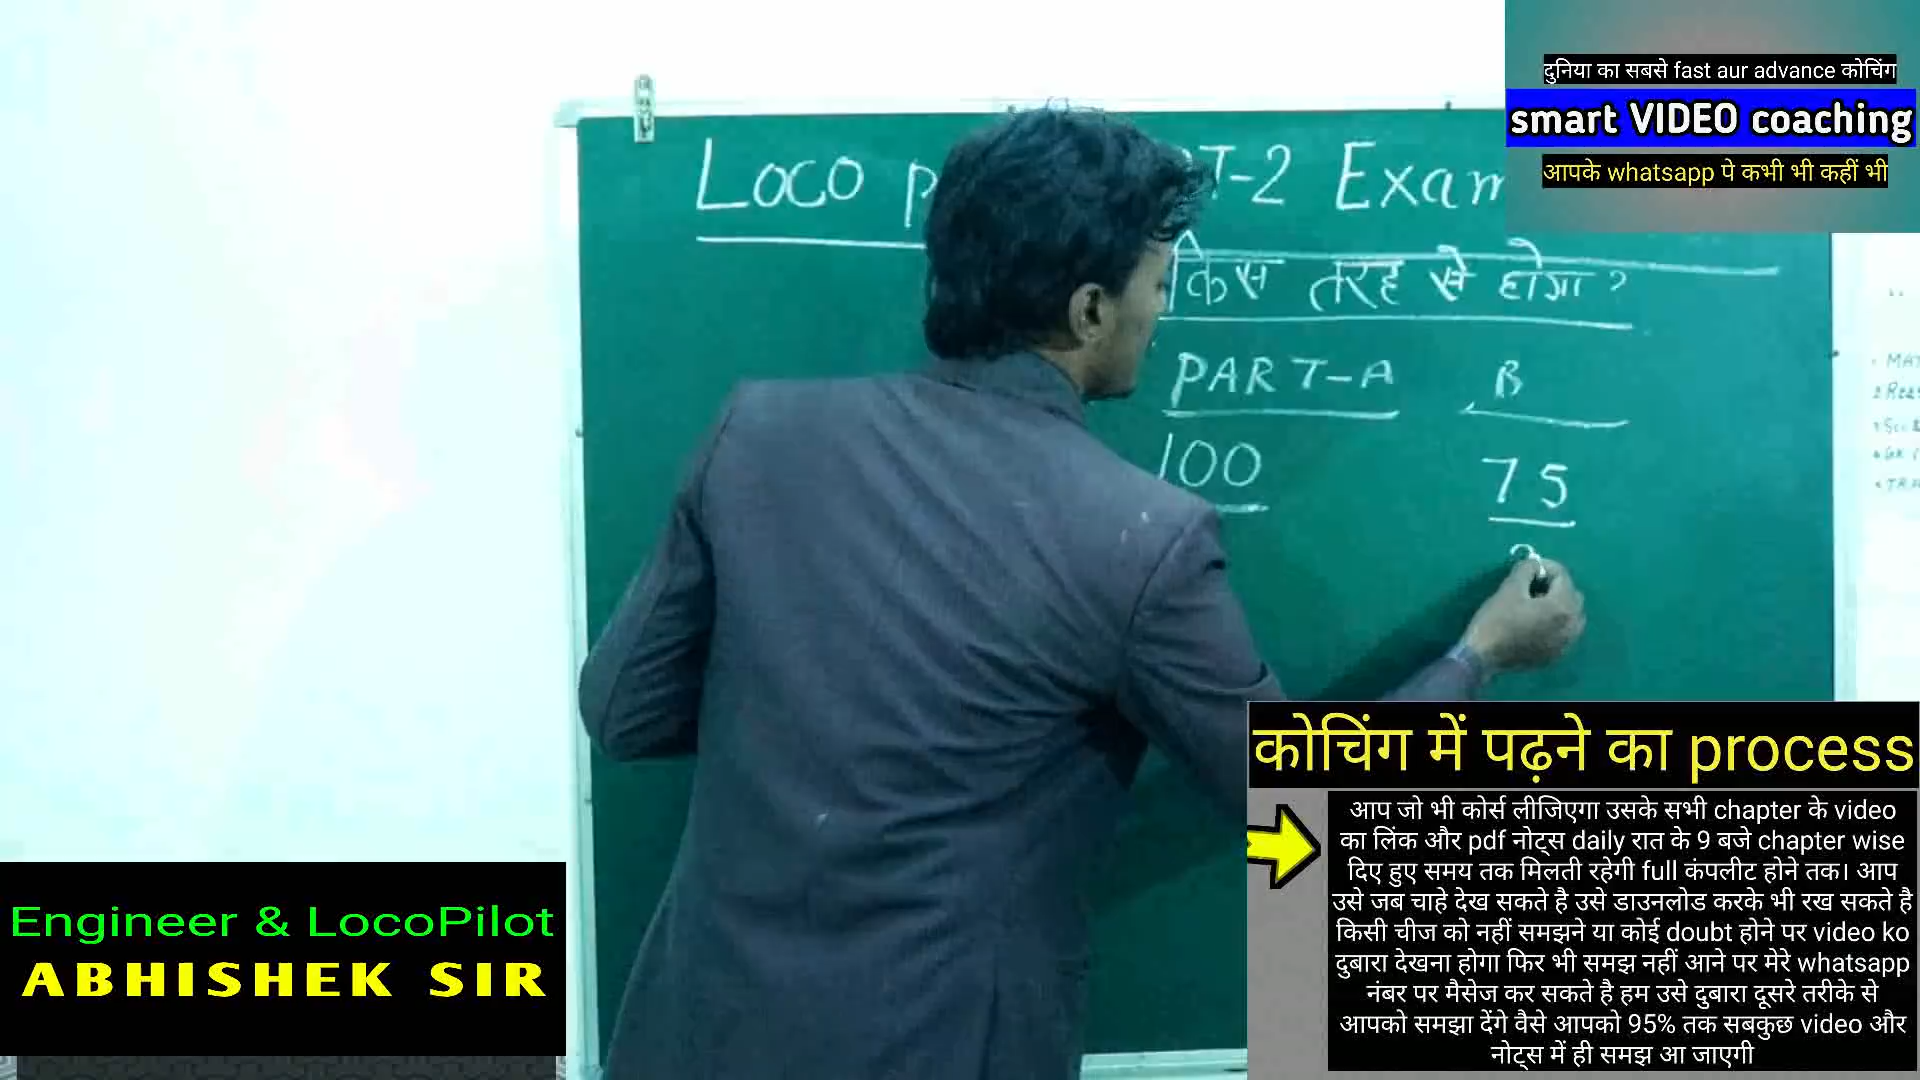 दुनिया का सबसे fast aur advance कोचिंग
smart VIDEO coaching
आपके whatsapp पे कभी भी कहीं भी
Loco p T-2 Exam
किस तरह से होगा ?
PART-A B
100 75
कोचिंग में पढ़ने का process
आप जो भी कोर्स लीजिएगा उसके सभी chapter के video
का लिंक और pdf नोट्स daily रात के 9 बजे chapter wise
दिए हुए समय तक मिलती रहेगी full कंपलीट होने तक। आप
उसे जब चाहे देख सकते है उसे डाउनलोड करके भी रख सकते है
किसी चीज को नहीं समझने या कोई doubt होने पर video ko
दुबारा देखना होगा फिर भी समझ नहीं आने पर मेरे whatsapp
नंबर पर मैसेज कर सकते है हम उसे दुबारा दूसरे तरीके से
आपको समझा देंगे वैसे आपको 95% तक सबकुछ video और
नोट्स में ही समझ आ जाएगी
Engineer & LocoPilot
ABHISHEK SIR